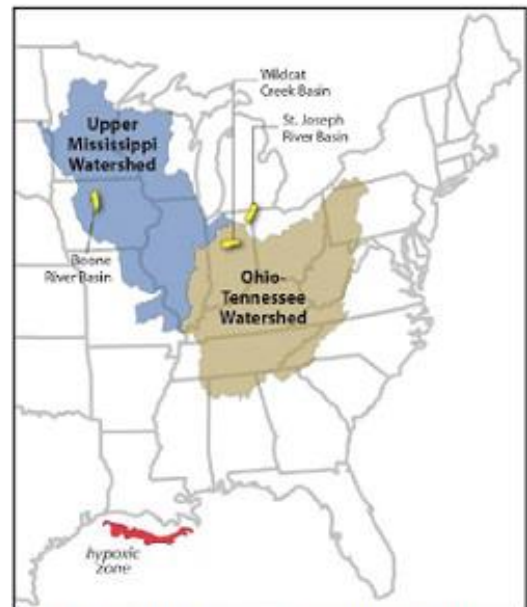 Wildcat
Creek Basin
St. Joseph
River Basin
Upper
Mississippi
Watershed
Boone
River Basin
Ohio-
Tennessee
Watershed
hypoxic
zone